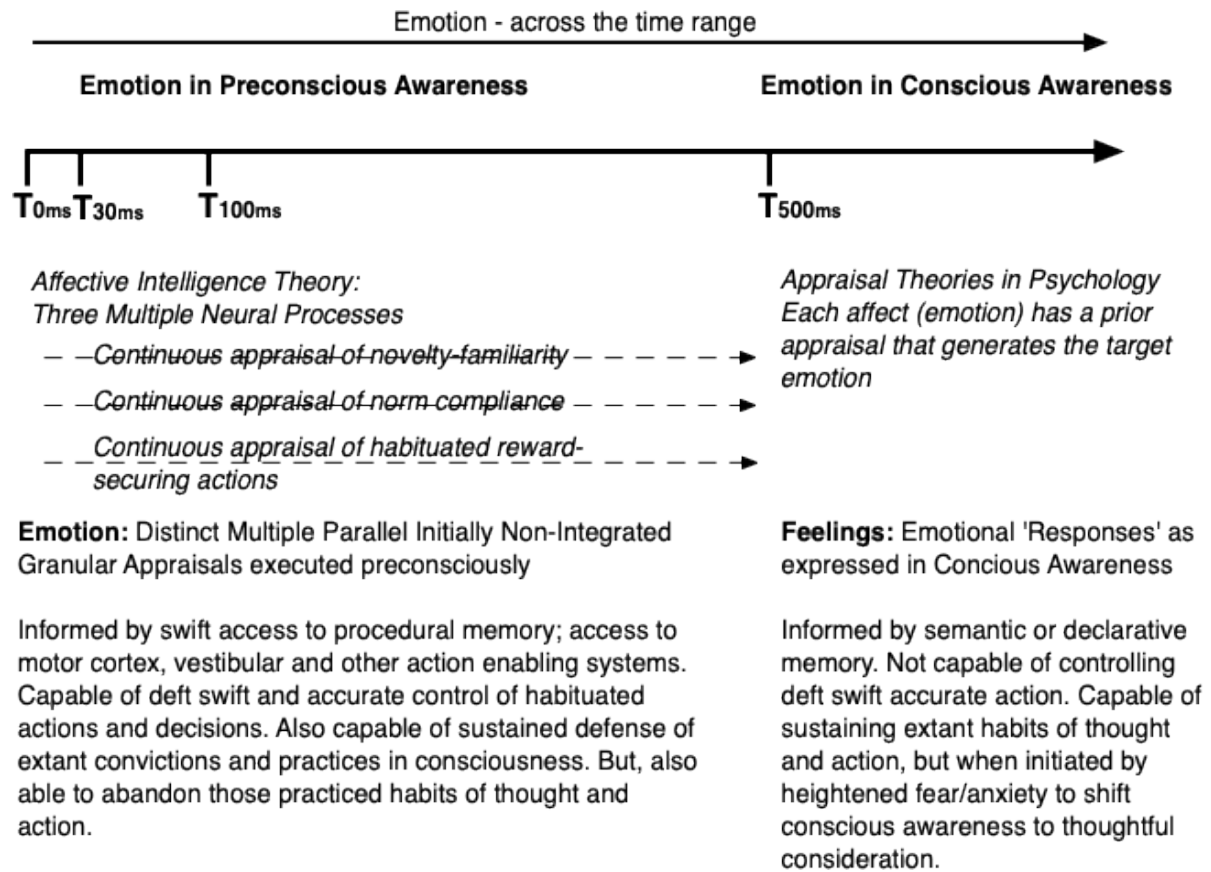 Emotion - across the time range
Emotion in Preconscious Awareness
Emotion in Conscious Awareness
T0ms T30ms T100ms T500ms
Affective Intelligence Theory:
Three Multiple Neural Processes
Continuous appraisal of novelty-familiarity
Continuous appraisal of norm compliance
Continuous appraisal of habituated reward-
securing actions
Appraisal Theories in Psychology
Each affect (emotion) has a prior
appraisal that generates the target
emotion
Emotion: Distinct Multiple Parallel Initially Non-Integrated
Granular Appraisals executed preconsciously
Informed by swift access to procedural memory; access to
motor cortex, vestibular and other action enabling systems.
Capable of deft swift and accurate control of habituated
actions and decisions. Also capable of sustained defense of
extant convictions and practices in consciousness. But, also
able to abandon those practiced habits of thought and
action.
Feelings: Emotional 'Responses' as
expressed in Concious Awareness
Informed by semantic or declarative
memory. Not capable of controlling
deft swift accurate action. Capable of
sustaining extant habits of thought
and action, but when initiated by
heightened fear/anxiety to shift
conscious awareness to thoughtful
consideration.